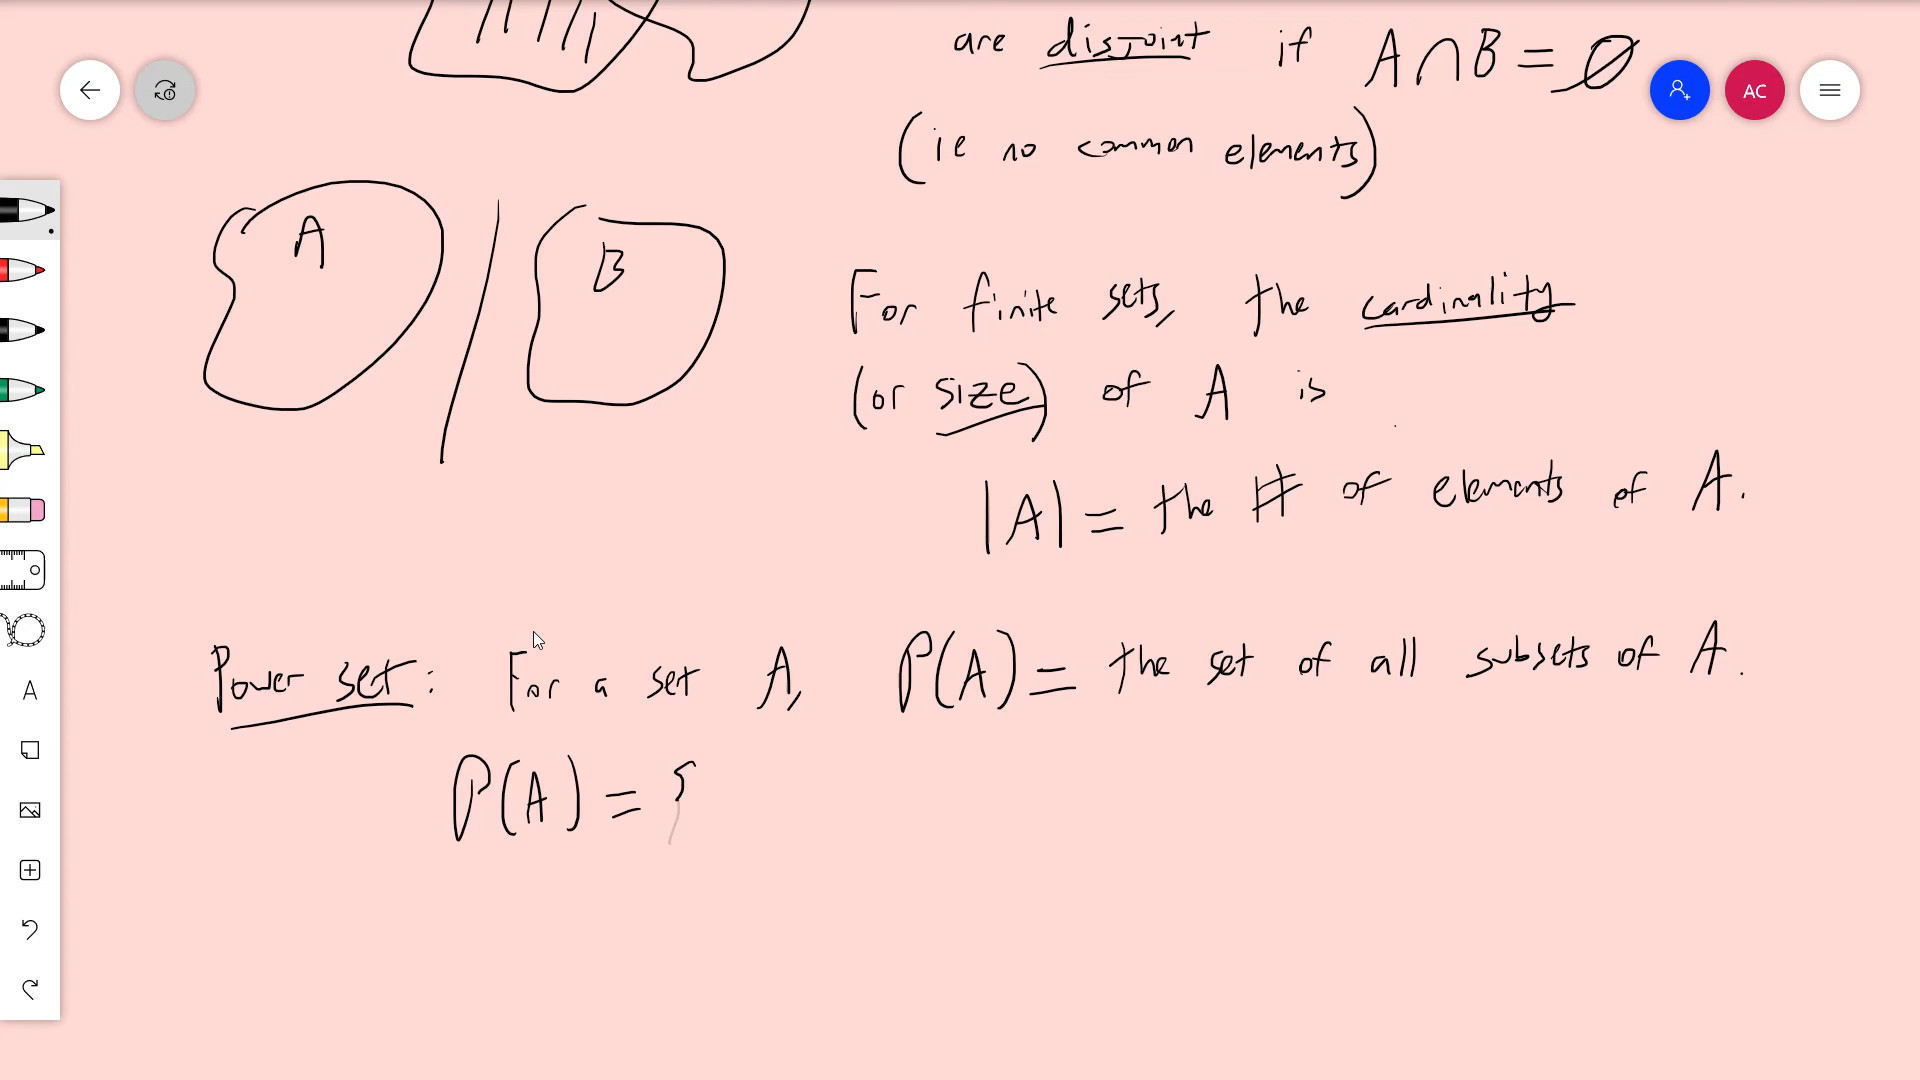 are disjoint if A∩B = ∅
(ie no common elements)
A
B
For finite sets, the cardinality
(or size) of A is
|A| = the # of elements of A.
Power set: For a set A, P(A) = the set of all subsets of A.
P(A) = {
AC
A